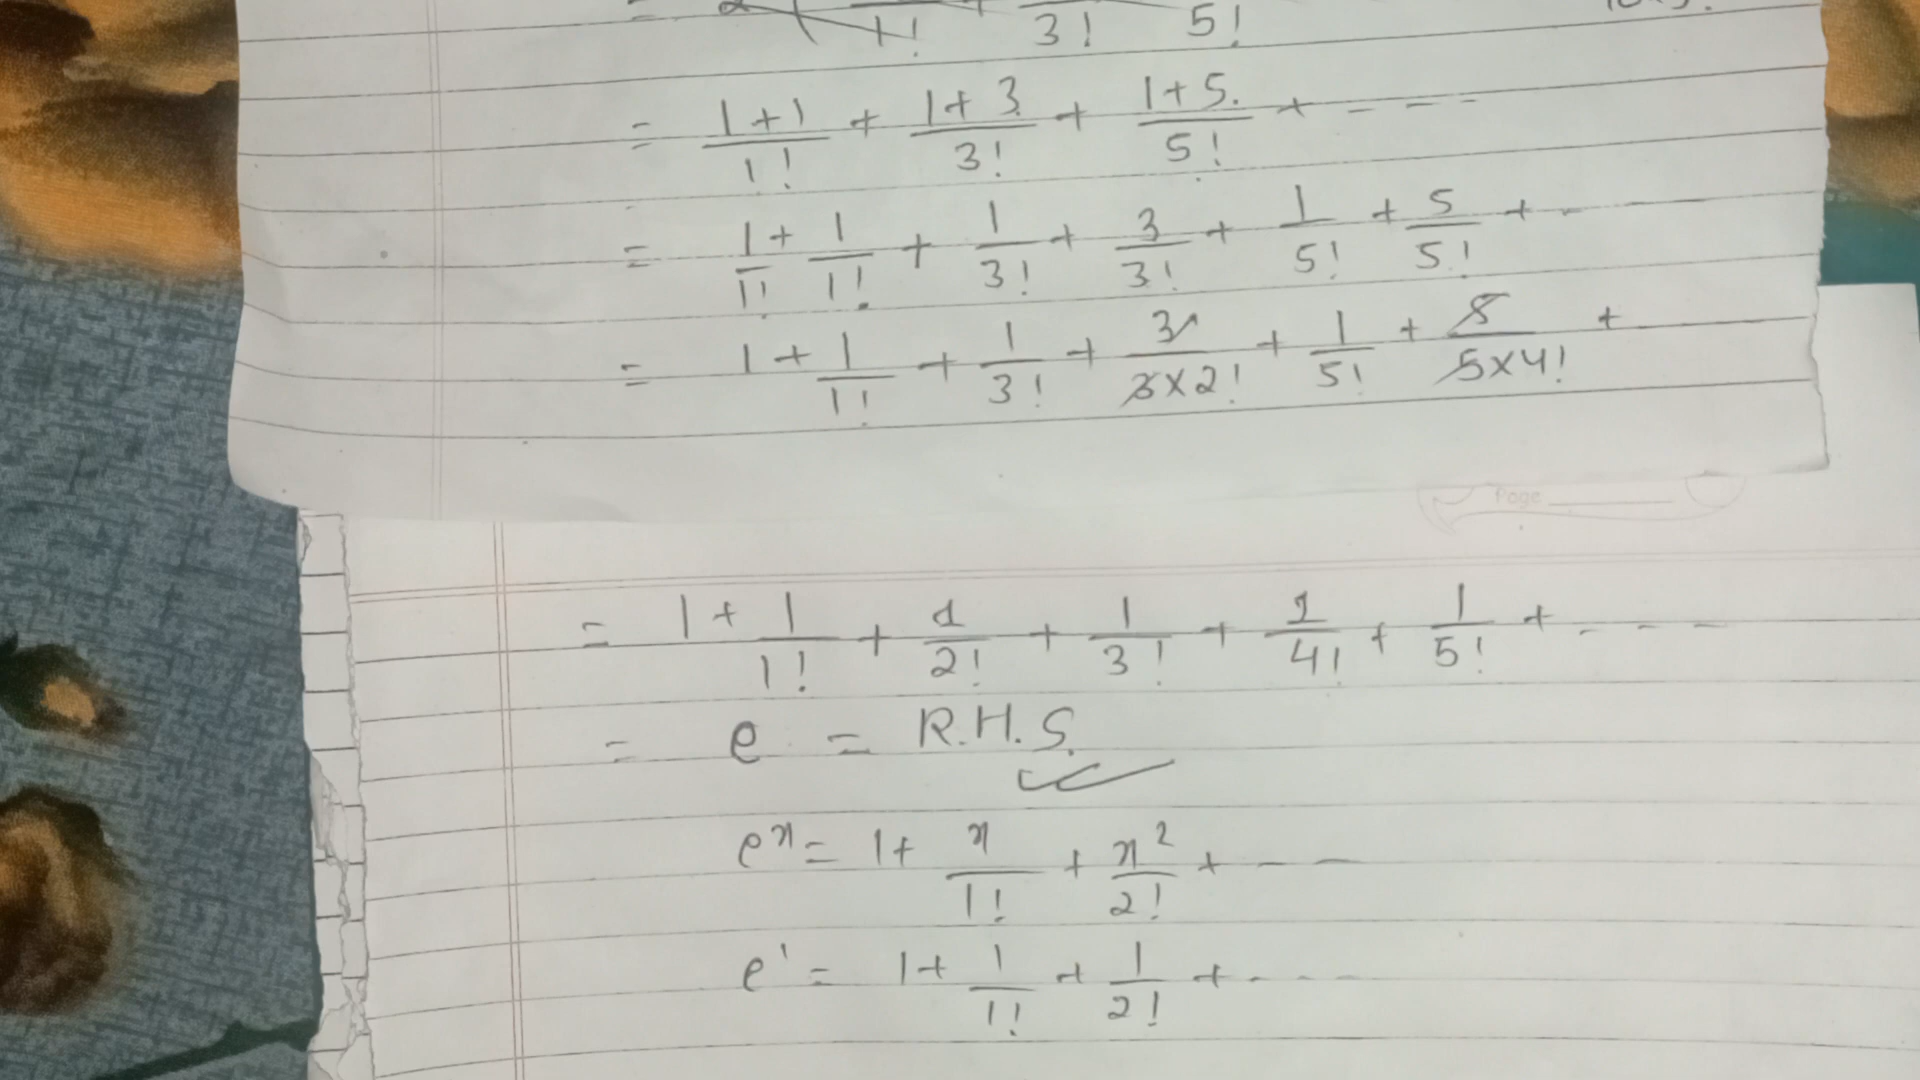 1! 3! 5!
= 1+1/1! + 1+3/3! + 1+5./5! + - - -
= 1/1! + 1/1! + 1/3! + 3/3! + 1/5! + 5/5! + - —
= 1 + 1/1! + 1/3! + 3/3×2! + 1/5! + 5/5×4! +
Page
= 1 + 1/1! + 1/2! + 1/3! + 1/4! + 1/5! + - - - -
= e = R.H.S.
e^x = 1 + x/1! + x^2/2! + - —
e^1 = 1 + 1/1! + 1/2! + - - - -